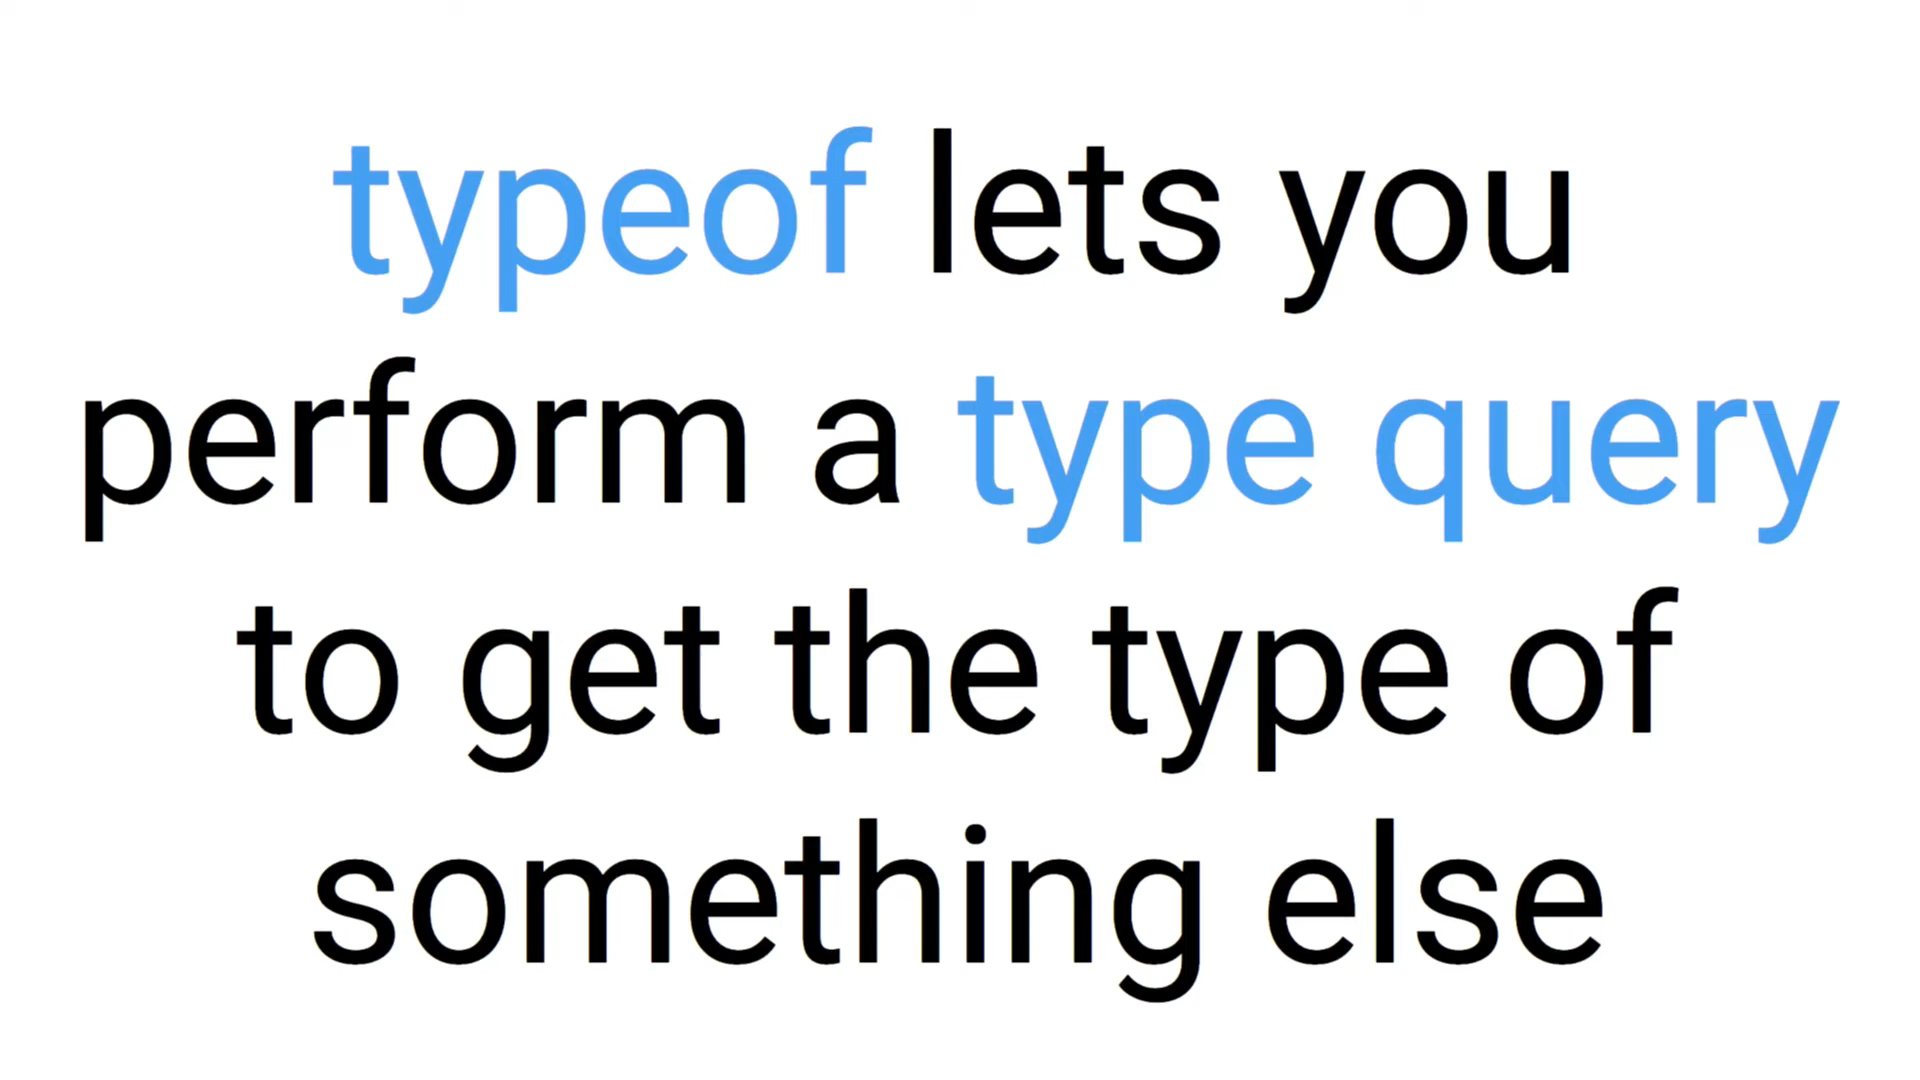 typeof lets you
perform a type query
to get the type of
something else